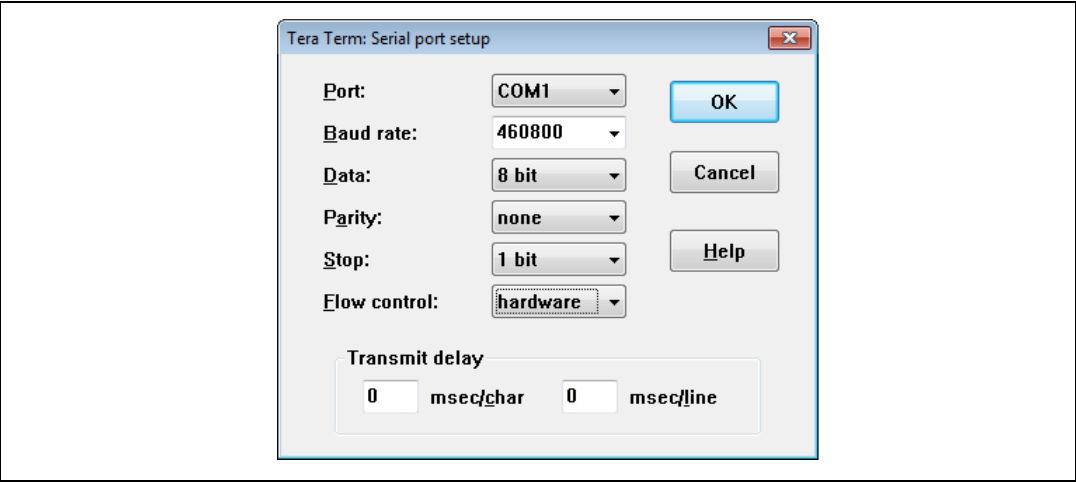 Tera Term: Serial port setup
Port: COM1 OK
Baud rate: 460800
Data: 8 bit Cancel
Parity: none
Stop: 1 bit Help
Flow control: hardware
Transmit delay
0 msec/char 0 msec/line